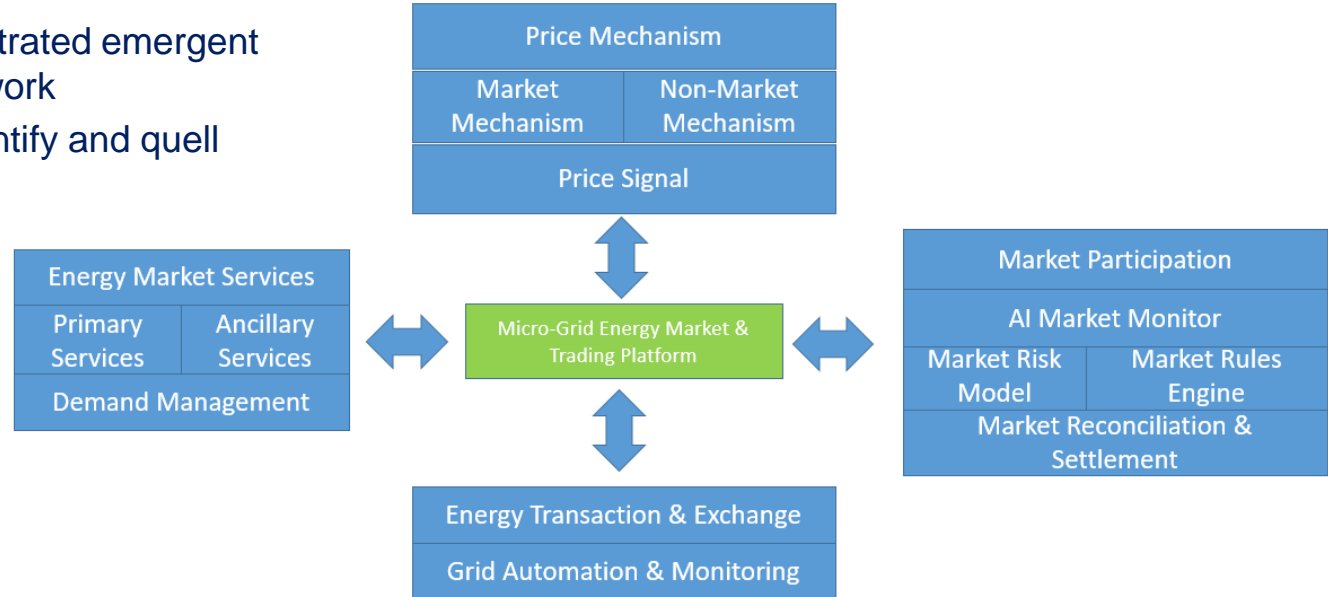 trated emergent
ork
ntify and quell
Price Mechanism
Market
Mechanism
Non-Market
Mechanism
Price Signal
Energy Market Services
Primary
Services
Ancillary
Services
Demand Management
Micro-Grid Energy Market &
Trading Platform
Market Participation
AI Market Monitor
Market Risk
Model
Market Rules
Engine
Market Reconciliation &
Settlement
Energy Transaction & Exchange
Grid Automation & Monitoring